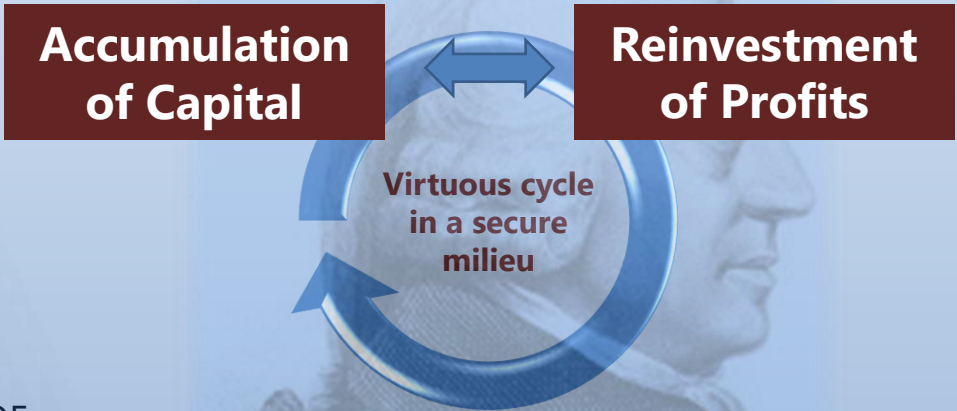 Accumulation
of Capital
Reinvestment
of Profits
Virtuous cycle
in a secure
milieu